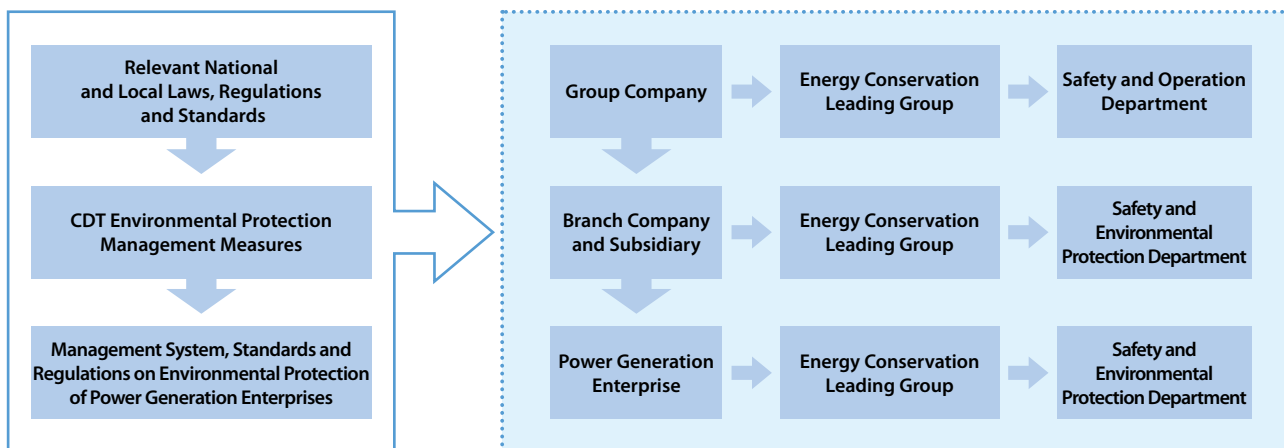 Relevant National
and Local Laws, Regulations
and Standards
CDT Environmental Protection
Management Measures
Management System, Standards and
Regulations on Environmental Protection
of Power Generation Enterprises
Group Company
Energy Conservation
Leading Group
Safety and Operation
Department
Branch Company
and Subsidiary
Energy Conservation
Leading Group
Safety and
Environmental
Protection Department
Power Generation
Enterprise
Energy Conservation
Leading Group
Safety and
Environmental
Protection Department